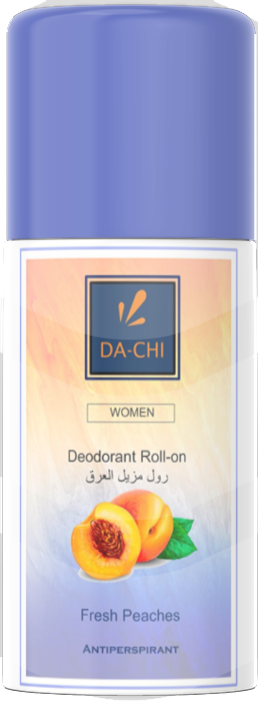 DA-CHI
WOMEN
Deodorant Roll-on
رول مزيل العرق
Fresh Peaches
ANTIPERSPIRANT